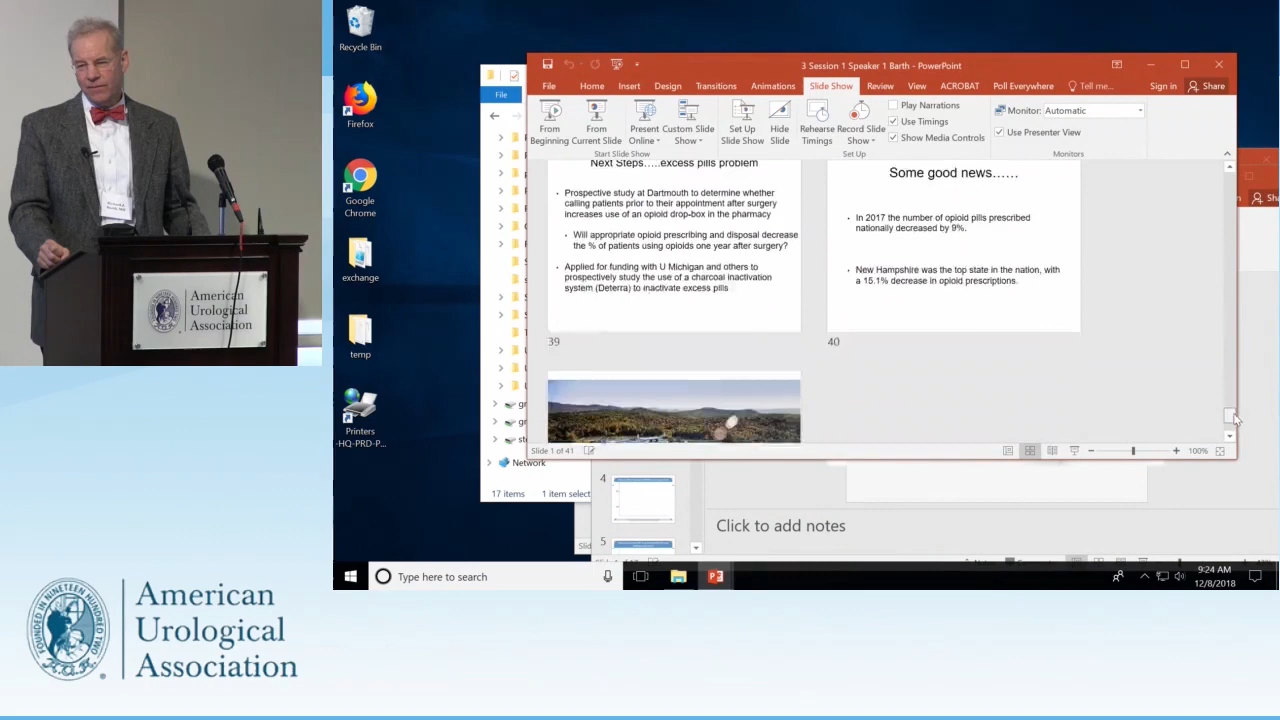 Recycle Bin
Firefox
Google
Chrome
exchange
temp
Printers
-HQ-PRD-P...
File
3 Session 1 Speaker 1 Barth - PowerPoint
File
Home
Insert
Design
Transitions
Animations
Slide Show
Review
View
ACROBAT
Poll Everywhere
Tell me...
Sign in
Share
From
Beginning
From
Current Slide
Present
Online
Custom Slide
Show
Start Slide Show
Set Up
Slide Show
Hide
Slide
Rehearse
Timings
Record Slide
Show
Play Narrations
Use Timings
Show Media Controls
Set Up
Monitor: Automatic
Use Presenter View
Monitors
Next Steps.....excess pills problem
• Prospective study at Dartmouth to determine whether
calling patients prior to their appointment after surgery
increases use of an opioid drop-box in the pharmacy
• Will appropriate opioid prescribing and disposal decrease
the % of patients using opioids one year after surgery?
• Applied for funding with U Michigan and others to
prospectively study the use of a charcoal inactivation
system (Deterra) to inactivate excess pills
39
Some good news……
• In 2017 the number of opioid pills prescribed
nationally decreased by 9%.
• New Hampshire was the top state in the nation, with
a 15.1% decrease in opioid prescriptions.
40
Slide 1 of 41
100%
Network
17 items
1 item select
4
5
Click to add notes
Type here to search
9:24 AM
12/8/2018
American
Urological
Association
American
Urological
Association